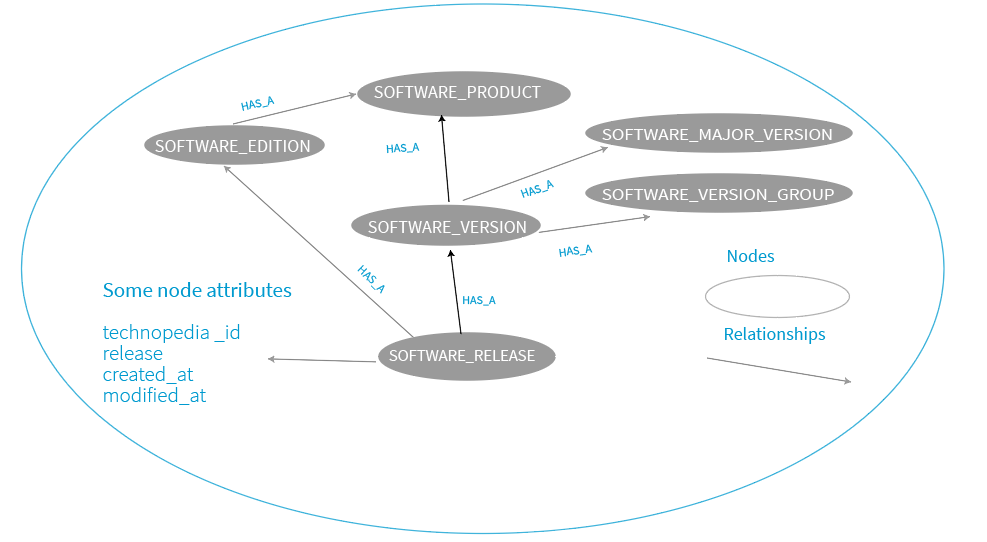 SOFTWARE_PRODUCT
HAS_A
SOFTWARE_EDITION
HAS_A
SOFTWARE_MAJOR_VERSION
HAS_A
SOFTWARE_VERSION_GROUP
SOFTWARE_VERSION
HAS_A
Nodes
HAS_A
Some node attributes
HAS_A
technopedia _id
release
created_at
modified_at
Relationships
SOFTWARE_RELEASE